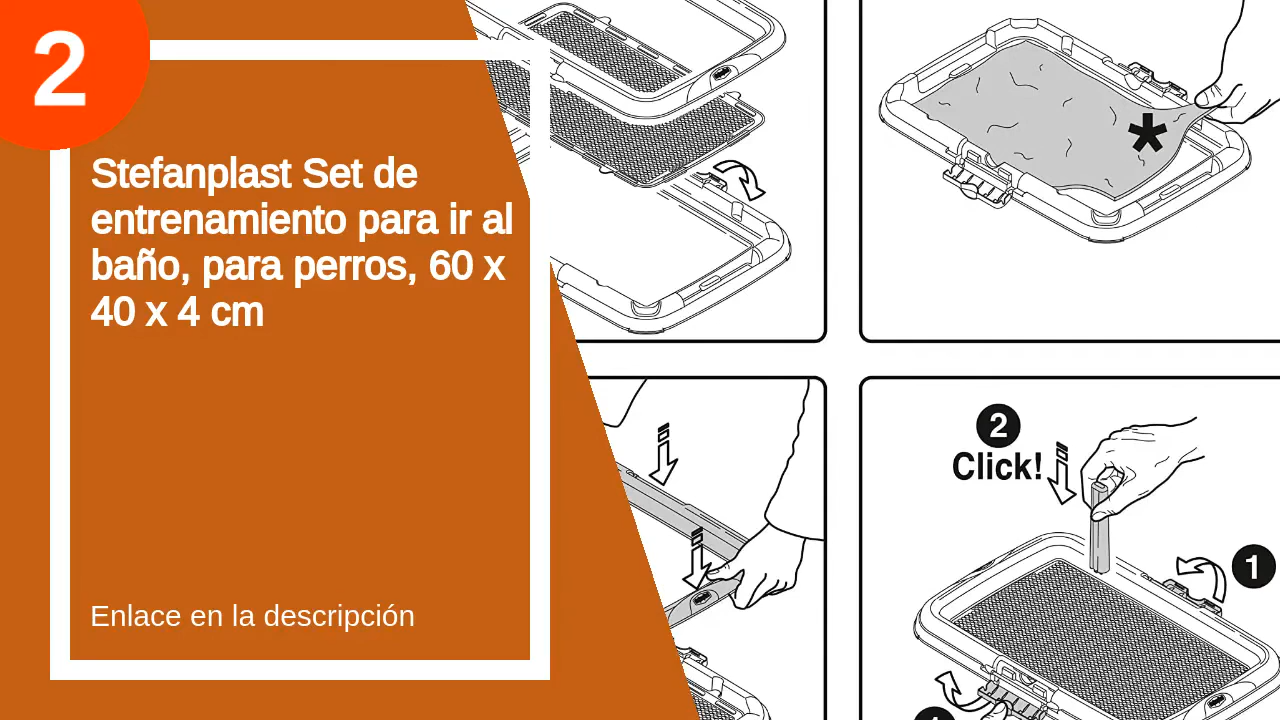 2
Stefanplast Set de
entrenamiento para ir al
baño, para perros, 60 x
40 x 4 cm
Enlace en la descripción
*
2
Click!
1